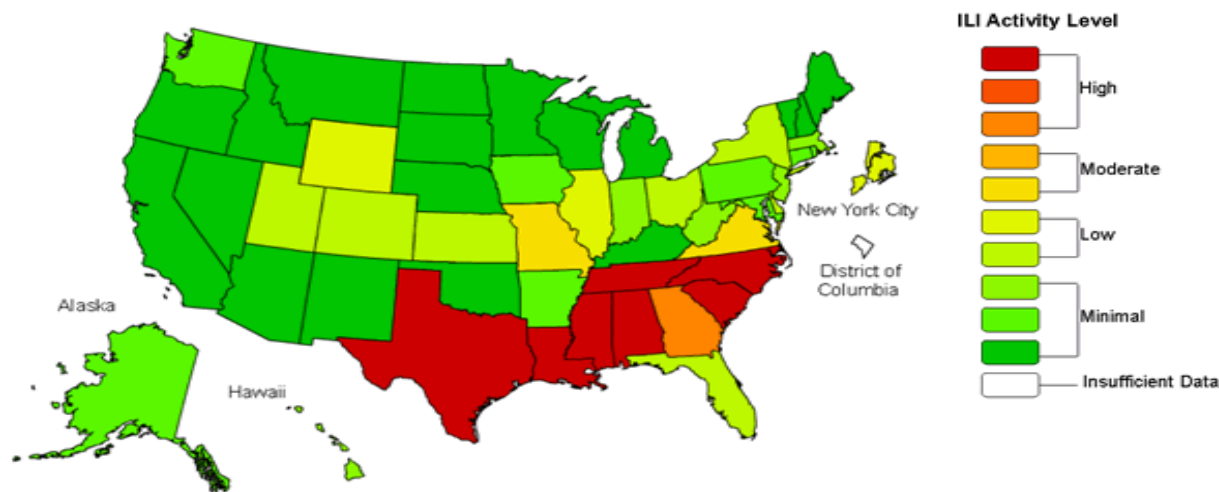 ILI Activity Level
High
Moderate
Low
Minimal
Insufficient Data
New York City
District of
Columbia
Alaska
Hawaii